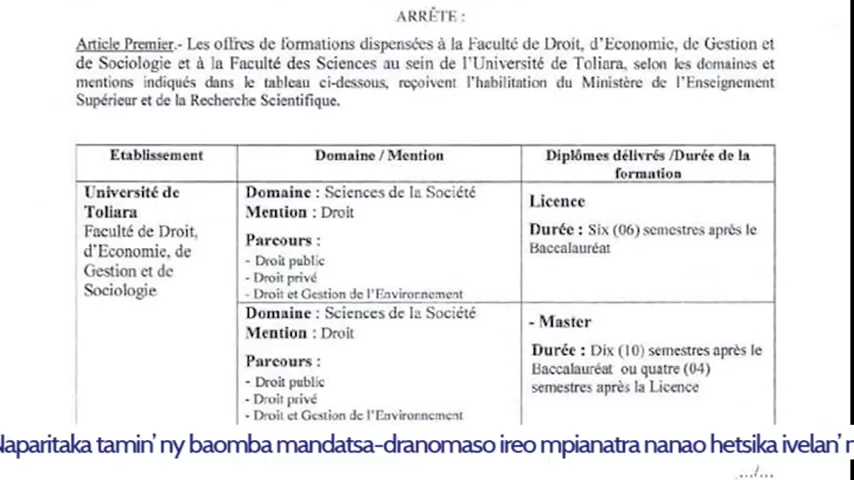 ARRÊTE :
Article Premier.- Les offres de formations dispensées à la Faculté de Droit, d'Economie, de Gestion et
de Sociologie et à la Faculté des Sciences au sein de l'Université de Toliara, selon les domaines et
mentions indiqués dans le tableau ci-dessous, reçoivent l'habilitation du Ministère de l'Enseignement
Supérieur et de la Recherche Scientifique.
Etablissement
Domaine / Mention
Diplômes délivrés /Durée de la
formation
Université de
Toliara
Faculté de Droit,
d'Economie, de
Gestion et de
Sociologie
Domaine : Sciences de la Société
Mention : Droit
Parcours :
- Droit public
- Droit privé
- Droit et Gestion de l'Environnement
Licence
Durée : Six (06) semestres après le
Baccalauréat
Domaine : Sciences de la Société
Mention : Droit
Parcours :
- Droit public
- Droit privé
- Droit et Gestion de l'Environnement
- Master
Durée : Dix (10) semestres après le
Baccalauréat ou quatre (04)
semestres après la Licence
Naparitaka tamin' ny baomba mandatsa-dranomaso ireo mpianatra nanao hetsika ivelan'
.../...